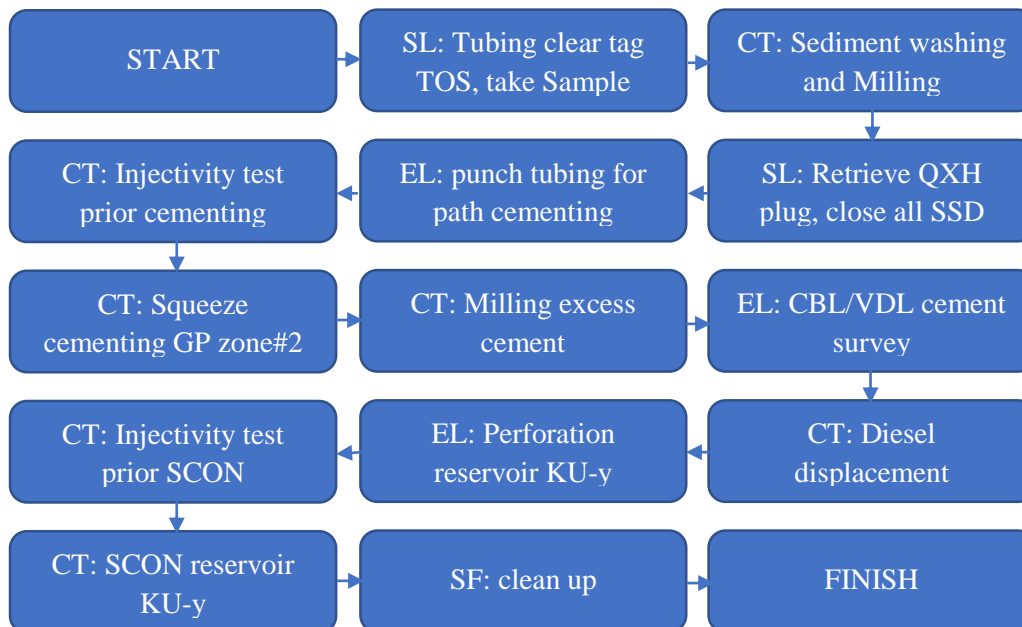 START
SL: Tubing clear tag
TOS, take Sample
CT: Sediment washing
and Milling
CT: Injectivity test
prior cementing
EL: punch tubing for
path cementing
SL: Retrieve QXH
plug, close all SSD
CT: Squeeze
cementing GP zone#2
CT: Milling excess
cement
EL: CBL/VDL cement
survey
CT: Injectivity test
prior SCON
EL: Perforation
reservoir KU-y
CT: Diesel
displacement
CT: SCON reservoir
KU-y
SF: clean up
FINISH